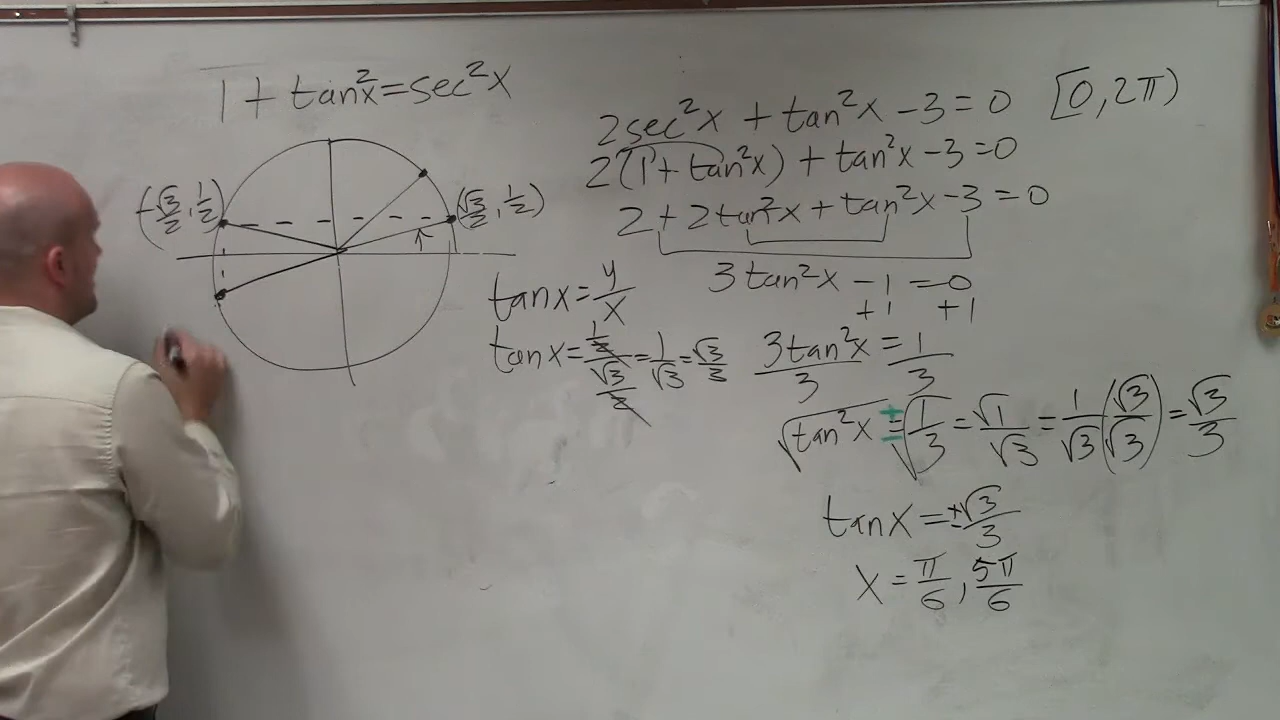 1 + tan²x = sec²x
(-√3/2, 1/2)
(√3/2, 1/2)
tanx = y/x
tanx = (1/2)/(√3/2) = 1/√3 = √3/3
2sec²x + tan²x - 3 = 0 [0, 2π)
2(1 + tan²x) + tan²x - 3 = 0
2 + 2tan²x + tan²x - 3 = 0
3tan²x - 1 = 0
+1 +1
3tan²x/3 = 1/3
√tan²x = ±√(1/3) = √1/√3 = 1/√3 (√3/√3) = √3/3
tanx = ±√3/3
x = π/6, 5π/6